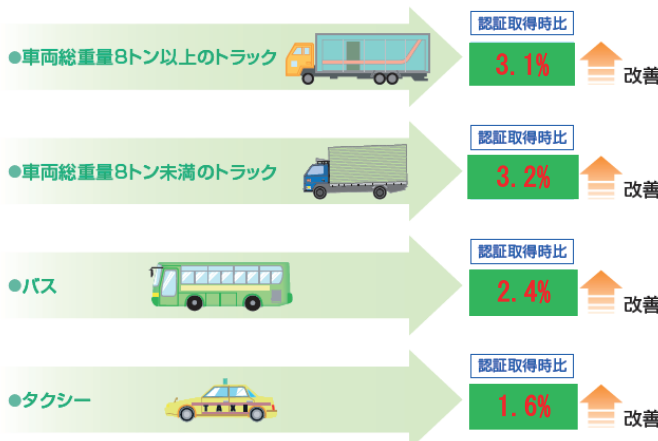 認証取得時比
●車両総重量8トン以上のトラック
3.1%
改善
認証取得時比
●車両総重量8トン未満のトラック
3.2%
改善
認証取得時比
●バス
2.4%
改善
認証取得時比
●タクシー
TAXI
1.6%
改善